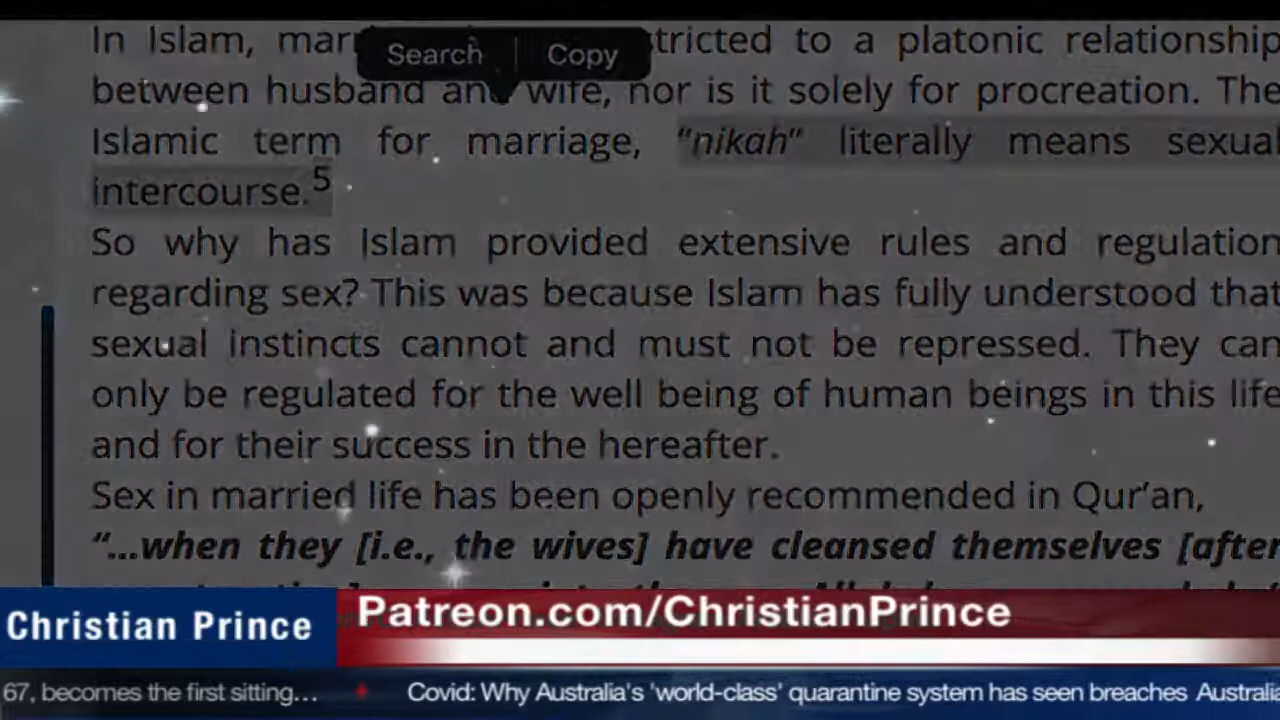 In Islam, marr
Search | Copy
stricted to a platonic relationship
between husband and wife, nor is it solely for procreation. The
Islamic term for marriage, “nikah” literally means sexual
intercourse.5
So why has Islam provided extensive rules and regulation
regarding sex? This was because Islam has fully understood that
sexual instincts cannot and must not be repressed. They can
only be regulated for the well being of human beings in this life
and for their success in the hereafter.
Sex in married life has been openly recommended in Qur’an,
“...when they [i.e., the wives] have cleansed themselves [after
Christian Prince
Patreon.com/ChristianPrince
67, becomes the first sitting...
Covid: Why Australia's 'world-class' quarantine system has seen breaches Australia